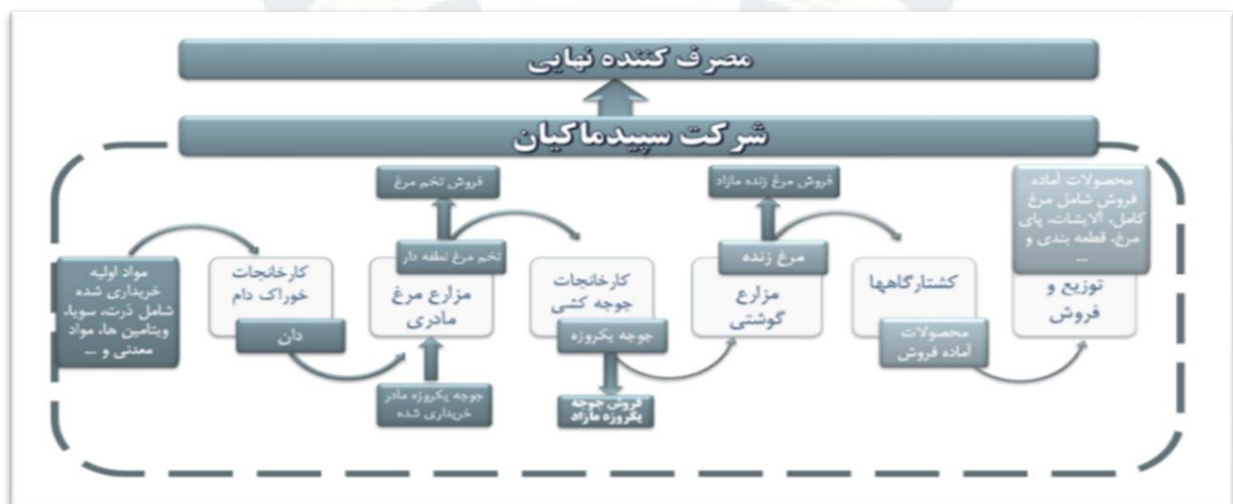 مصرف کننده نهایی
شرکت سپیدماکیان
فروش تخم مرغ
فروش مرغ زنده مازاد
محصولات آماده
فروش شامل مرغ
کامل، آلایشات، پای
مرغ، قطعه بندی و
...
مواد اولیه
خریداری شده
شامل ذرت، سویا،
ویتامین ها، مواد
معدنی و ...
کارخانجات
خوراک دام
دان
تخم مرغ نطفه دار
مزارع مرغ
مادری
جوجه یکروزه مادر
خریداری شده
کارخانجات
جوجه کشی
جوجه یکروزه
فروش جوجه
یکروزه مازاد
مرغ زنده
مزارع
گوشتی
کشتارگاهها
محصولات
آماده فروش
توزیع و
فروش